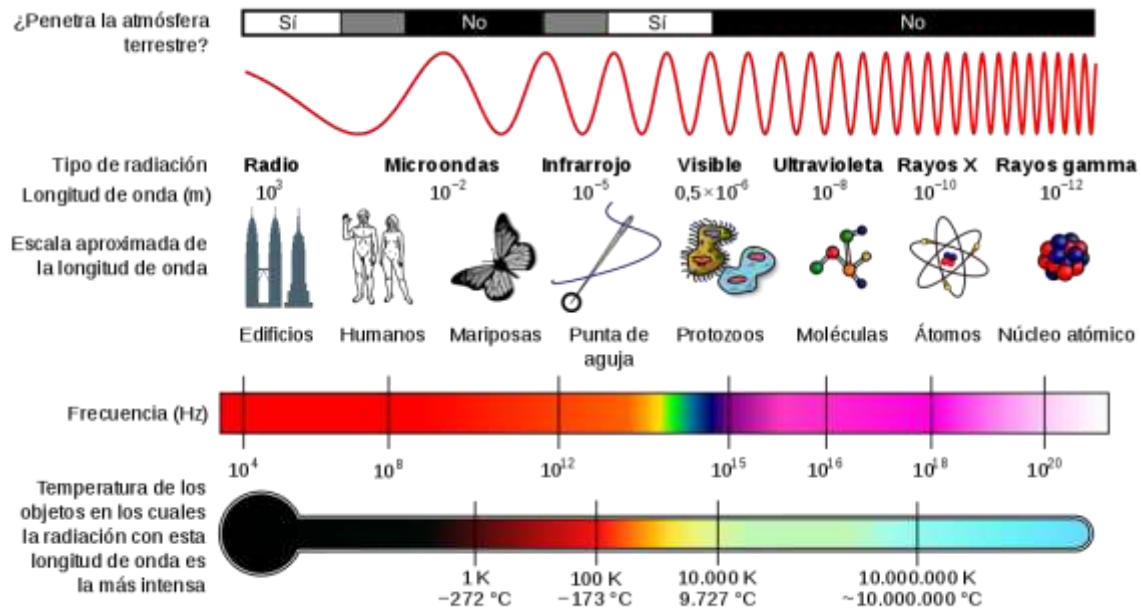 ¿Penetra la atmósfera
terrestre?
Sí No Sí No
Tipo de radiación
Radio Microondas Infrarrojo Visible Ultravioleta Rayos X Rayos gamma
Longitud de onda (m)
10³ 10⁻² 10⁻⁵ 0,5×10⁻⁶ 10⁻⁸ 10⁻¹⁰ 10⁻¹²
Escala aproximada de
la longitud de onda
Edificios Humanos Mariposas Punta de
aguja
Protozoos Moléculas Átomos Núcleo atómico
Frecuencia (Hz)
10⁴ 10⁸ 10¹² 10¹⁵ 10¹⁶ 10¹⁸ 10²⁰
Temperatura de los
objetos en los cuales
la radiación con esta
longitud de onda es
la más intensa
1 K 100 K 10.000 K 10.000.000 K
−272 °C −173 °C 9.727 °C ~10.000.000 °C